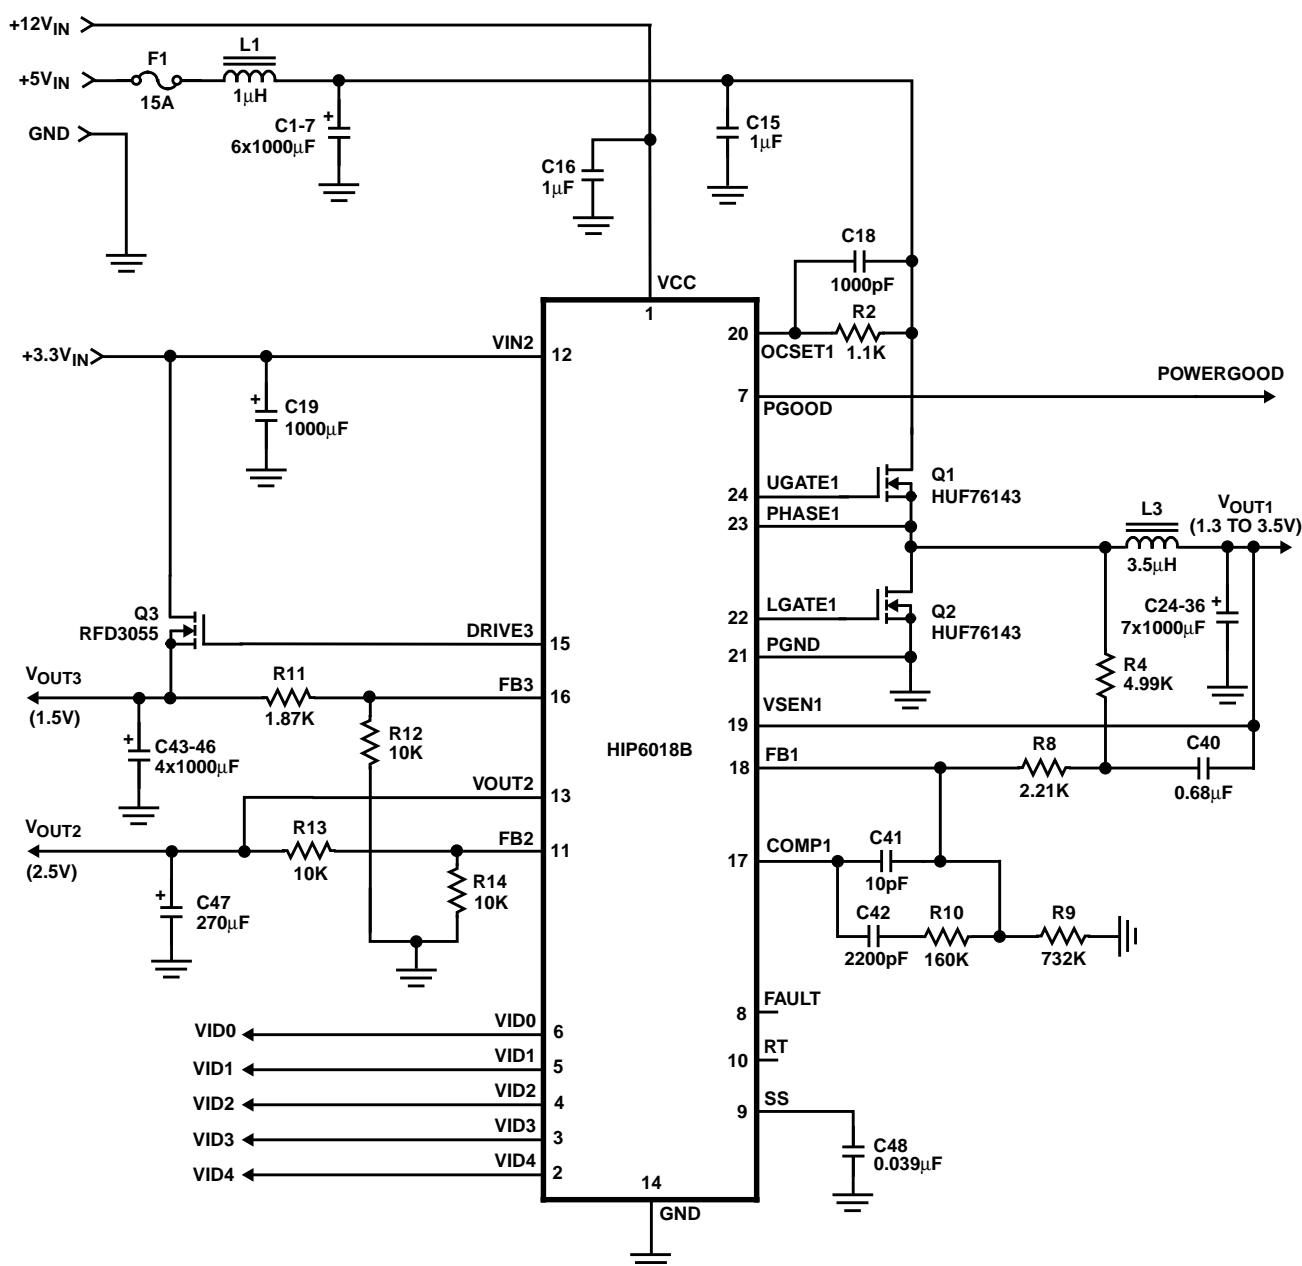 +12VIN
F1
L1
+5VIN
15A
1µH
GND
+
C1-7
6x1000µF
C15
1µF
C16
1µF
C18
1000pF
VCC
1
R2
20
OCSET1
1.1K
+3.3VIN
VIN2
12
POWERGOOD
7
PGOOD
+
C19
1000µF
UGATE1
24
Q1
HUF76143
PHASE1
23
L3
VOUT1
(1.3 TO 3.5V)
3.5µH
Q3
RFD3055
DRIVE3
15
LGATE1
22
Q2
HUF76143
C24-36
+
7x1000µF
PGND
21
R4
4.99K
VOUT3
(1.5V)
R11
1.87K
FB3
16
VSEN1
19
+
C43-46
4x1000µF
R12
10K
HIP6018B
FB1
18
R8
2.21K
C40
0.68µF
VOUT2
13
VOUT2
(2.5V)
R13
10K
FB2
11
COMP1
17
C41
10pF
+
C47
270µF
R14
10K
C42
2200pF
R10
160K
R9
732K
FAULT
8
VID0
VID0
6
RT
10
VID1
VID1
5
VID2
VID2
4
SS
9
VID3
VID3
3
C48
0.039µF
VID4
VID4
2
14
GND